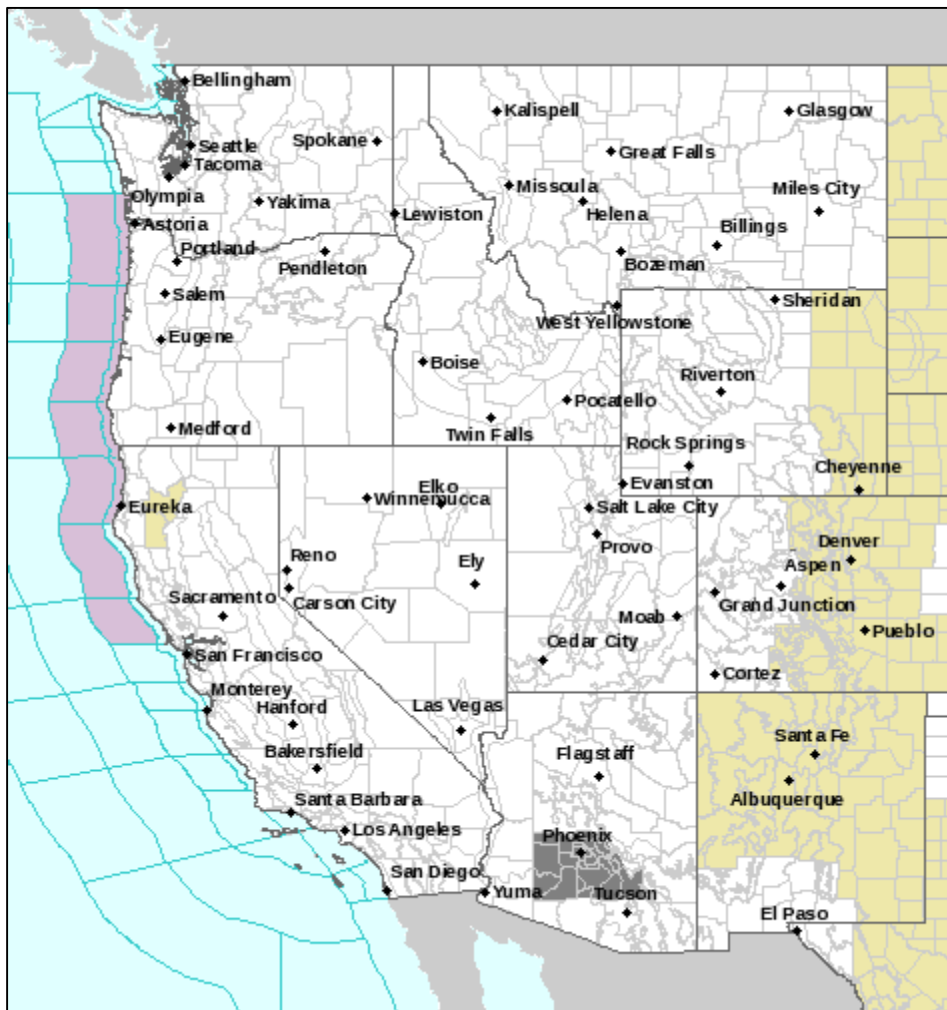 Bellingham
Kalispell
Glasgow
Seattle
Spokane
Great Falls
Tacoma
Missoula
Miles City
Olympia
Yakima
Lewiston
Helena
Astoria
Billings
Portland
Pendleton
Bozeman
Salem
Sheridan
West Yellowstone
Eugene
Boise
Riverton
Pocatello
Medford
Twin Falls
Rock Springs
Cheyenne
Evanston
Elko
Winnemucca
Eureka
Salt Lake City
Denver
Provo
Reno
Ely
Aspen
Sacramento
Carson City
Grand Junction
Moab
Pueblo
Cedar City
San Francisco
Cortez
Monterey
Hanford
Las Vegas
Santa Fe
Bakersfield
Flagstaff
Albuquerque
Santa Barbara
Los Angeles
Phoenix
San Diego
Yuma
Tucson
El Paso